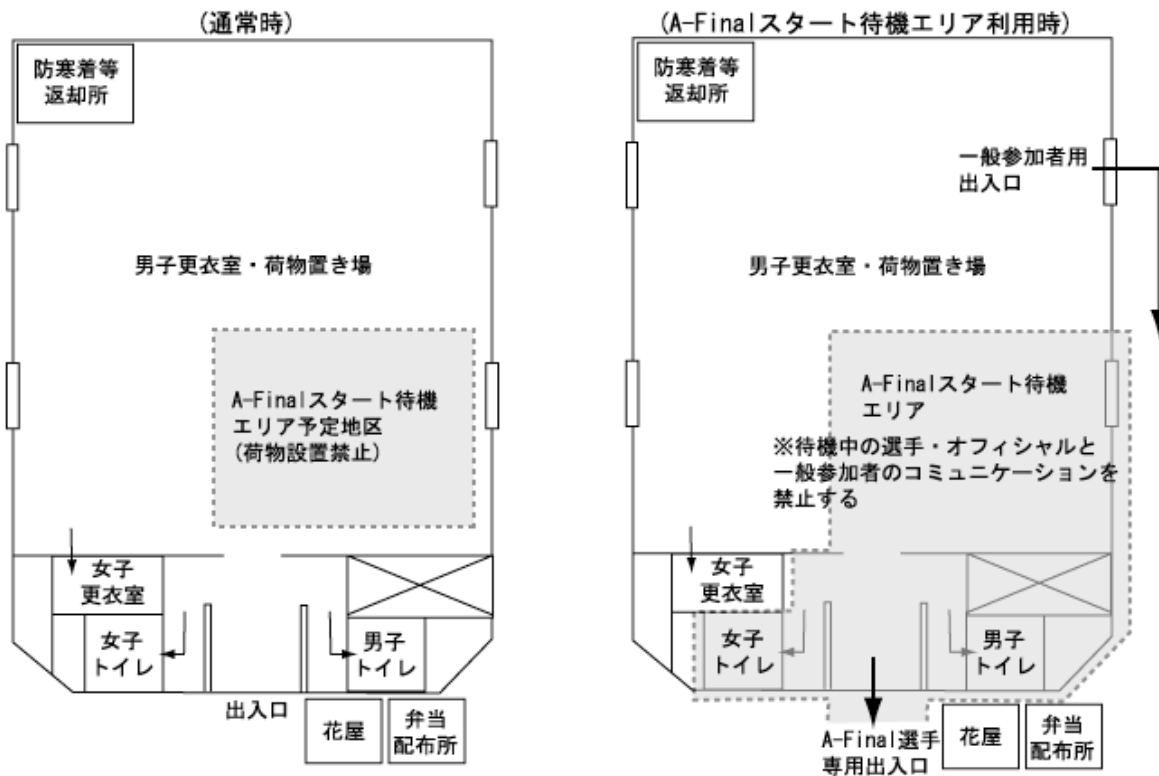 (通常時)
防寒着等
返却所
男子更衣室・荷物置き場
A-Finalスタート待機
エリア予定地区
(荷物設置禁止)
女子
更衣室
女子
トイレ
男子
トイレ
出入口
花屋
弁当
配布所
(A-Finalスタート待機エリア利用時)
防寒着等
返却所
一般参加者用
出入口
男子更衣室・荷物置き場
A-Finalスタート待機
エリア
※待機中の選手・オフィシャルと
一般参加者のコミュニケーションを
禁止する
女子
更衣室
女子
トイレ
男子
トイレ
A-Final選手
専用出入口
花屋
弁当
配布所